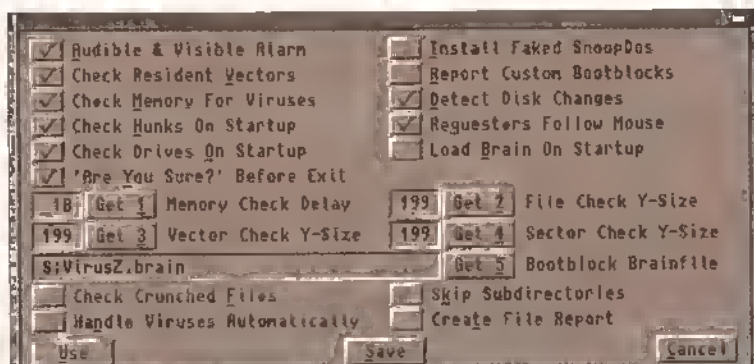 Audible & Visible Alarm
Install Faked SnoopDos
Check Resident Vectors
Report Custom Bootblocks
Check Memory For Viruses
Detect Disk Changes
Check Hunks On Startup
Requesters Follow Mouse
Check Drives On Startup
Load Brain On Startup
'Are You Sure?' Before Exit
Get 1 Memory Check Delay
199 Get 2 File Check Y-Size
199 Get 3 Vector Check Y-Size
199 Get 4 Sector Check Y-Size
S:VirusZ.brain
Get 5 Bootblock Brainfile
Check Crunched Files
Skip Subdirectories
Handle Viruses Automatically
Create File Report
Use
Save
Cancel